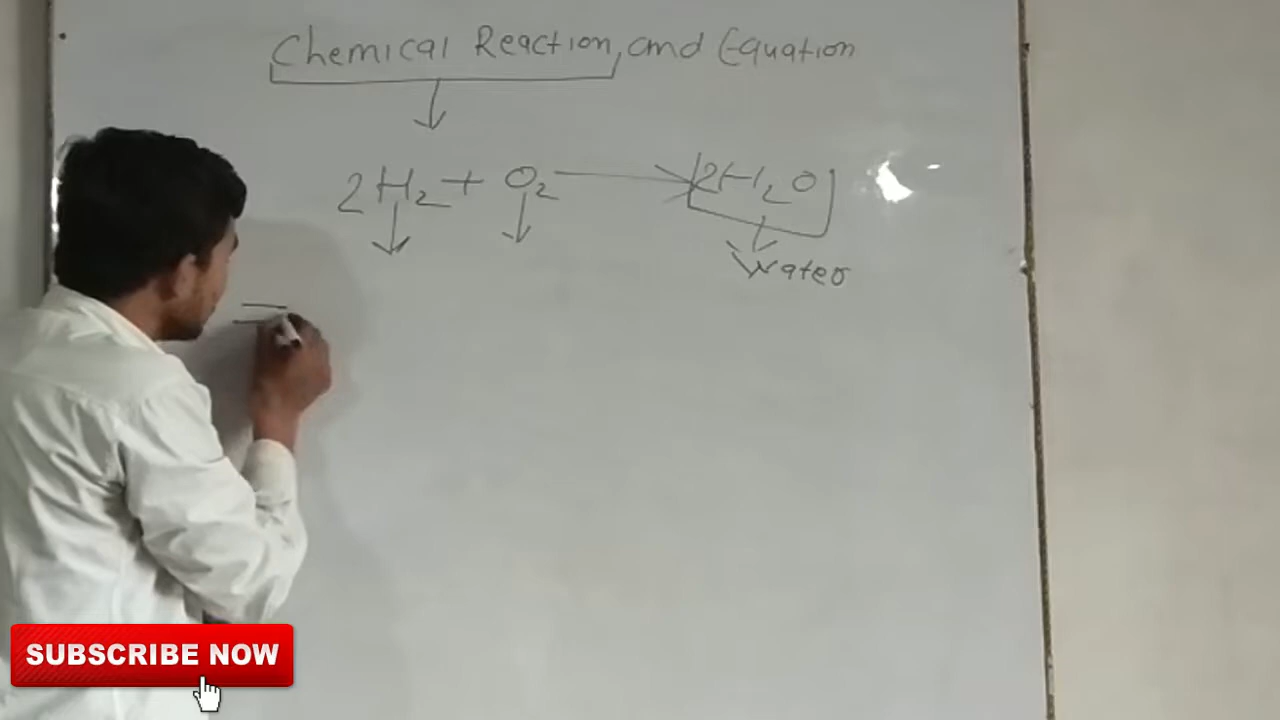 Chemical Reaction, and Equation
2H₂ + O₂ → 2H₂O
Water
SUBSCRIBE NOW